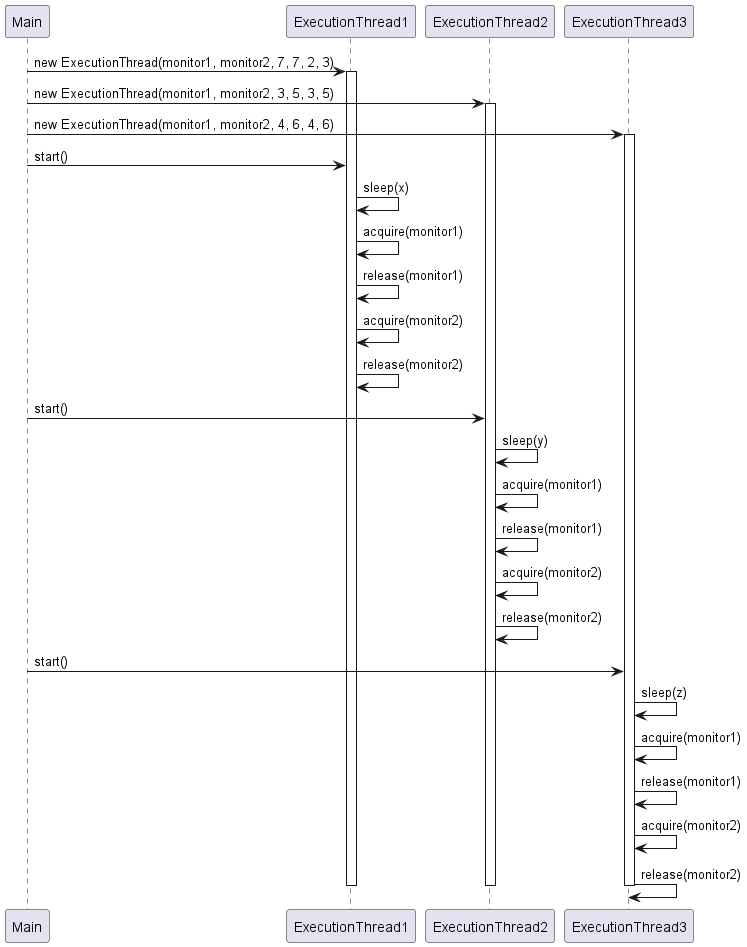 Main
ExecutionThread1
ExecutionThread2
ExecutionThread3
new ExecutionThread(monitor1, monitor2, 7, 7, 2, 3)
new ExecutionThread(monitor1, monitor2, 3, 5, 3, 5)
new ExecutionThread(monitor1, monitor2, 4, 6, 4, 6)
start()
sleep(x)
acquire(monitor1)
release(monitor1)
acquire(monitor2)
release(monitor2)
start()
sleep(y)
acquire(monitor1)
release(monitor1)
acquire(monitor2)
release(monitor2)
start()
sleep(z)
acquire(monitor1)
release(monitor1)
acquire(monitor2)
release(monitor2)
Main
ExecutionThread1
ExecutionThread2
ExecutionThread3